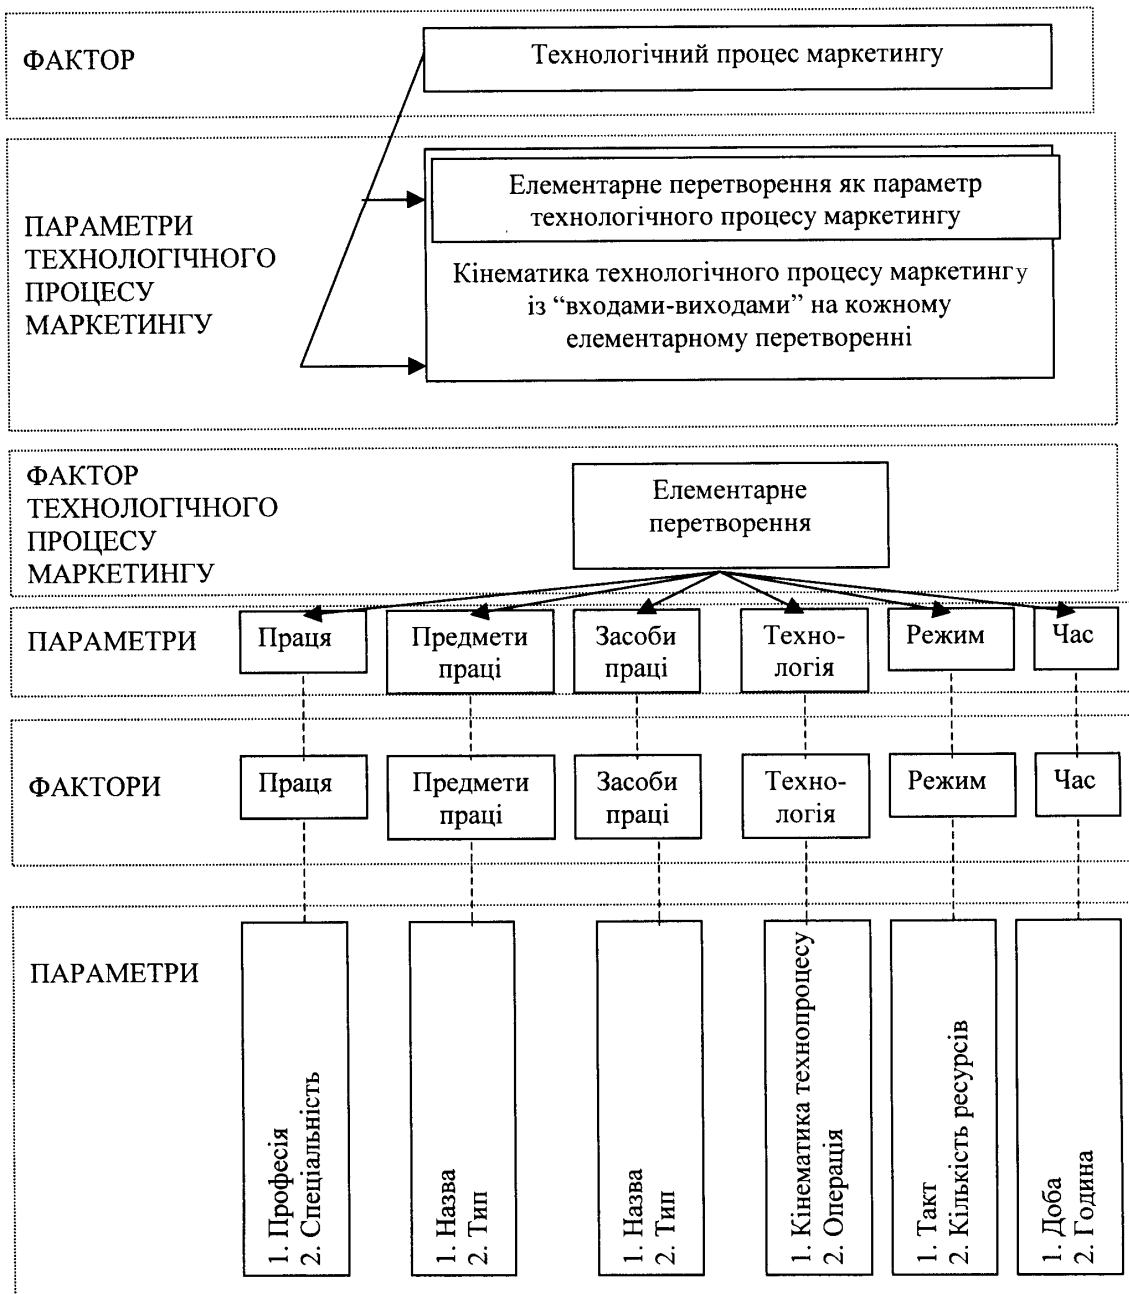 ФАКТОР
Технологічний процес маркетингу
ПАРАМЕТРИ
ТЕХНОЛОГІЧНОГО
ПРОЦЕСУ
МАРКЕТИНГУ
Елементарне перетворення як параметр
технологічного процесу маркетингу
Кінематика технологічного процесу маркетингу
із “входами-виходами” на кожному
елементарному перетворенні
ФАКТОР
ТЕХНОЛОГІЧНОГО
ПРОЦЕСУ
МАРКЕТИНГУ
Елементарне
перетворення
ПАРАМЕТРИ
Праця
Предмети
праці
Засоби
праці
Техно-
логія
Режим
Час
ФАКТОРИ
Праця
Предмети
праці
Засоби
праці
Техно-
логія
Режим
Час
ПАРАМЕТРИ
1. Професія
2. Спеціальність
1. Назва
2. Тип
1. Назва
2. Тип
1. Кінематика технопроцесу
2. Операція
1. Такт
2. Кількість ресурсів
1. Доба
2. Година